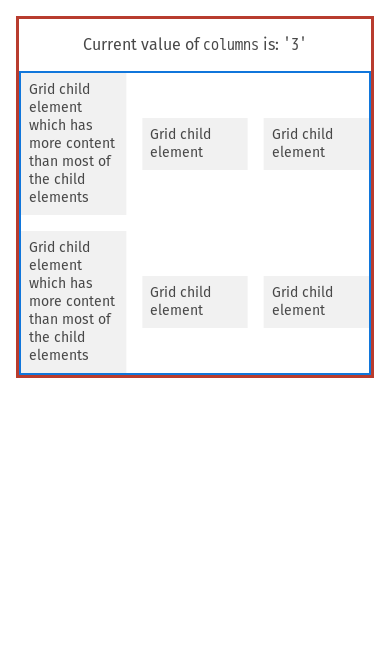 Current value of columns is: '3'
Grid child
element
which has
more content
than most of
the child
elements
Grid child
element
Grid child
element
Grid child
element
which has
more content
than most of
the child
elements
Grid child
element
Grid child
element